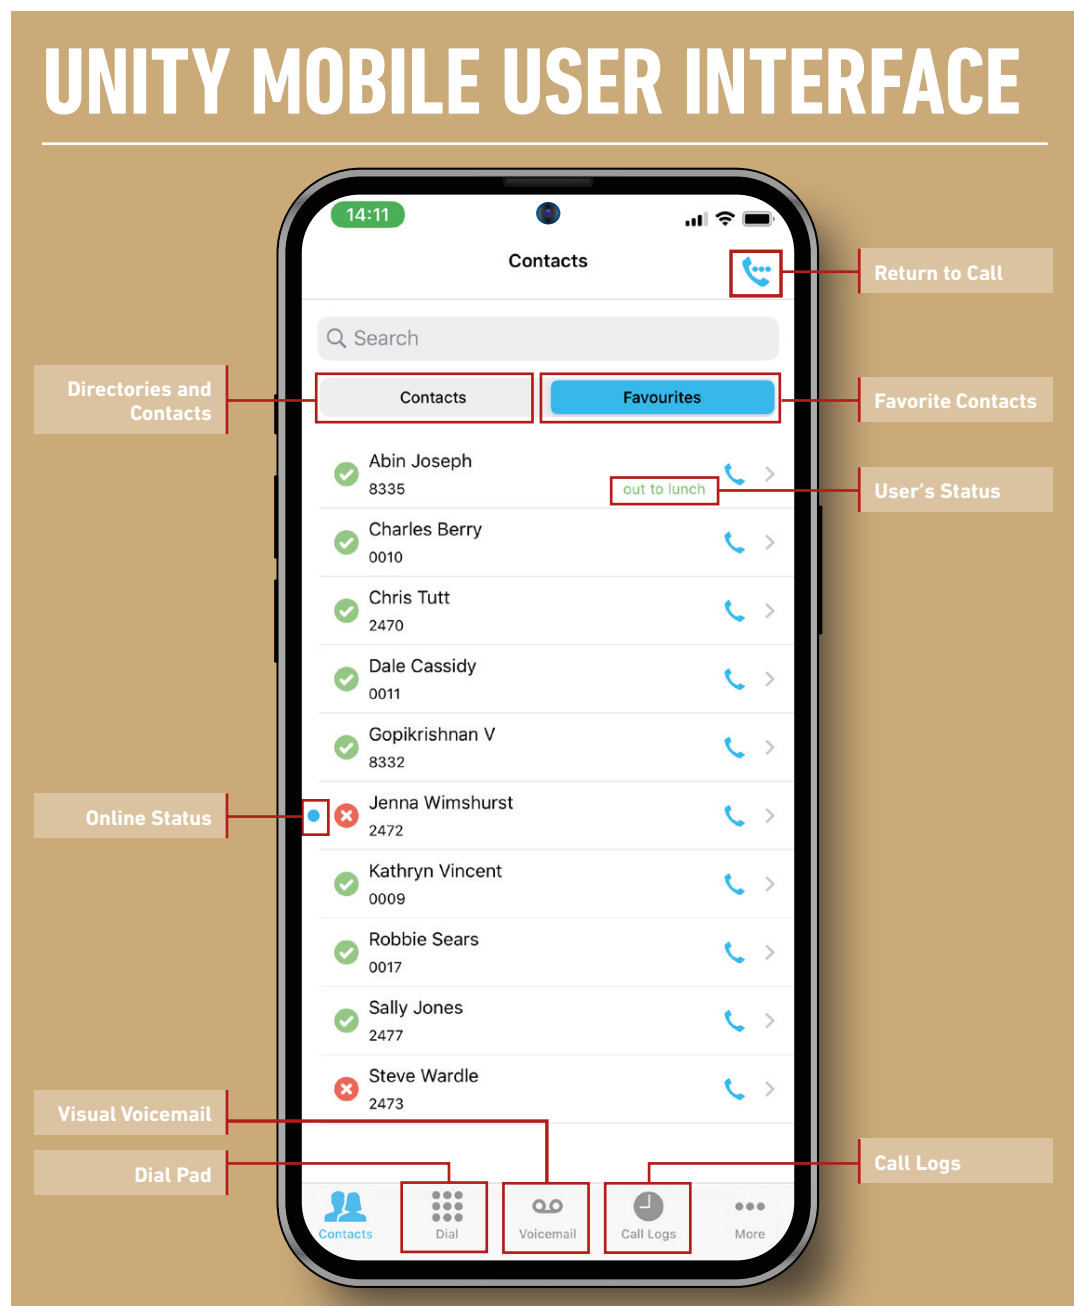 UNITY MOBILE USER INTERFACE
14:11
Contacts
Return to Call
Search
Directories and
Contacts
Contacts
Favourites
Favorite Contacts
Abin Joseph
8335
out to lunch
User's Status
Charles Berry
0010
Chris Tutt
2470
Dale Cassidy
0011
Gopikrishnan V
8332
Online Status
Jenna Wimshurst
2472
Kathryn Vincent
0009
Robbie Sears
0017
Sally Jones
2477
Steve Wardle
2473
Visual Voicemail
Dial Pad
Call Logs
Contacts
Dial
Voicemail
Call Logs
More